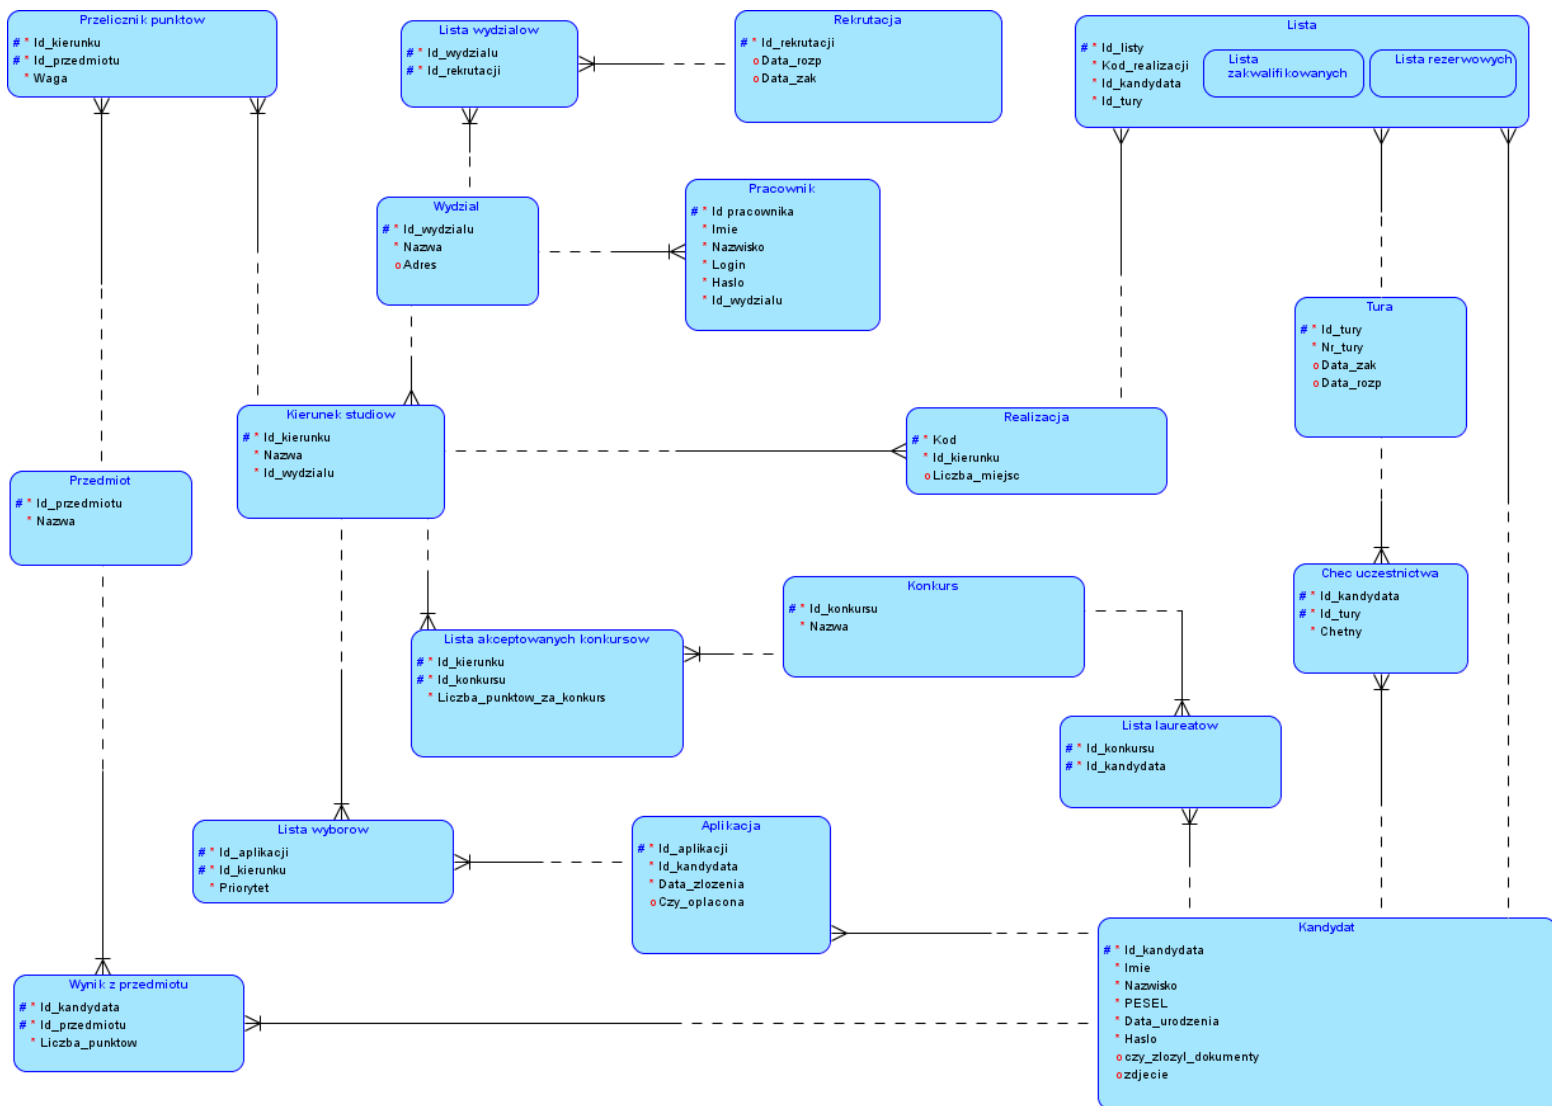 Przelicznik punktow
# * Id_kierunku
# * Id_przedmiotu
* Waga
Lista wydzialow
# * Id_wydzialu
# * Id_rekrutacji
Rekrutacja
# * Id_rekrutacji
o Data_rozp
o Data_zak
Lista
# * Id_listy
* Kod_realizacji
* Id_kandydata
* Id_tury
Lista
zakwalifikowanych
Lista rezerwowych
Wydzial
# * Id_wydzialu
* Nazwa
o Adres
Pracownik
# * Id pracownika
* Imie
* Nazwisko
* Login
* Haslo
* Id_wydzialu
Tura
# * Id_tury
* Nr_tury
o Data_zak
o Data_rozp
Kierunek studiow
# * Id_kierunku
* Nazwa
* Id_wydzialu
Realizacja
# * Kod
* Id_kierunku
o Liczba_miejsc
Przedmiot
# * Id_przedmiotu
* Nazwa
Konkurs
# * Id_konkursu
* Nazwa
Chec uczestnictwa
# * Id_kandydata
# * Id_tury
* Chetny
Lista akceptowanych konkursow
# * Id_kierunku
# * Id_konkursu
* Liczba_punktow_za_konkurs
Lista laureatow
# * Id_konkursu
# * Id_kandydata
Lista wyborow
# * Id_aplikacji
# * Id_kierunku
* Priorytet
Aplikacja
# * Id_aplikacji
* Id_kandydata
* Data_zlozenia
o Czy_oplacona
Kandydat
# * Id_kandydata
* Imie
* Nazwisko
* PESEL
* Data_urodzenia
* Haslo
o czy_zlozyl_dokumenty
o zdjecie
Wynik z przedmiotu
# * Id_kandydata
# * Id_przedmiotu
* Liczba_punktow